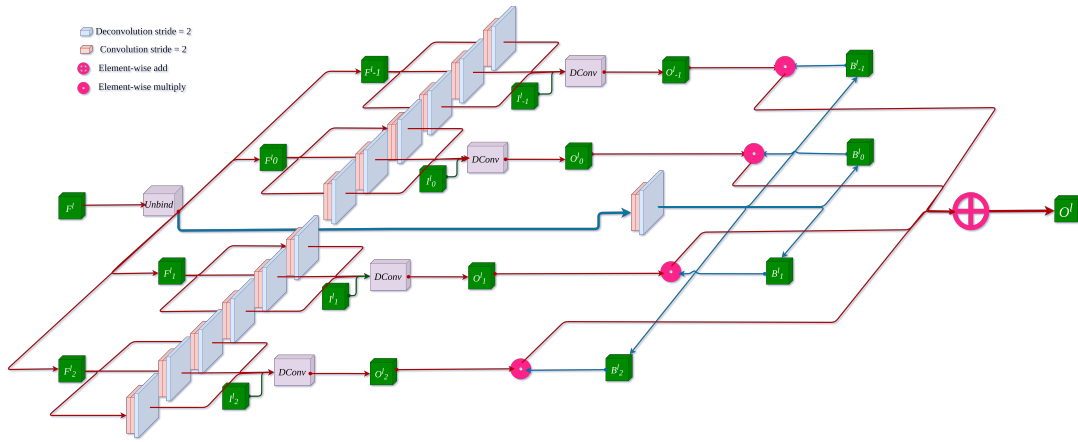 Deconvolution stride = 2
Convolution stride = 2
Element-wise add
Element-wise multiply
F^l_-1
I^l_-1
DConv
O^l_-1
B^l_-1
F^l_0
I^l_0
DConv
O^l_0
B^l_0
F^l
Unbind
O^l
F^l_1
I^l_1
DConv
O^l_1
B^l_1
F^l_2
I^l_2
DConv
O^l_2
B^l_2